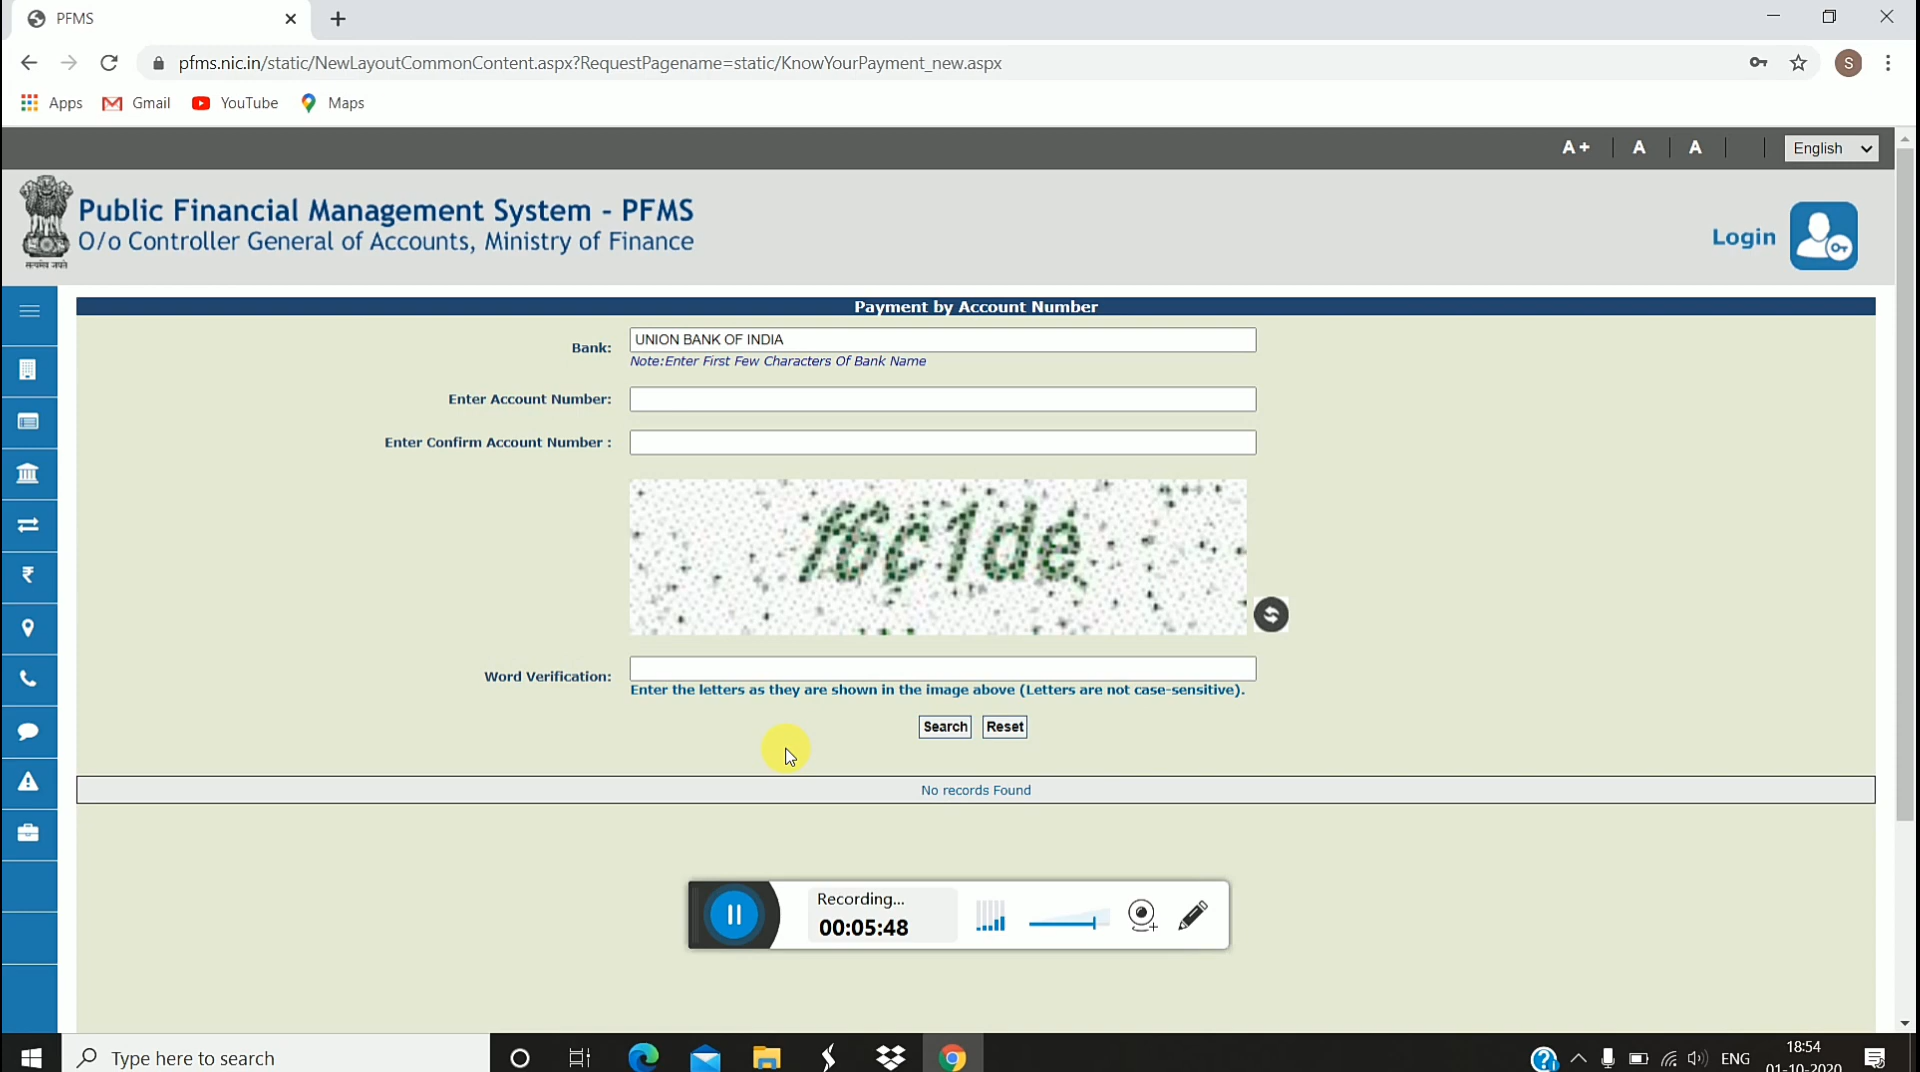 PFMS
pfms.nic.in/static/NewLayoutCommonContent.aspx?RequestPagename=static/KnowYourPayment_new.aspx
S
Apps Gmail YouTube Maps
A+ A A English
Public Financial Management System - PFMS
O/o Controller General of Accounts, Ministry of Finance
सत्यमेव जयते
Login
Payment by Account Number
Bank: UNION BANK OF INDIA
Note:Enter First Few Characters Of Bank Name
Enter Account Number:
Enter Confirm Account Number :
f6c1de
Word Verification:
Enter the letters as they are shown in the image above (Letters are not case-sensitive).
Search Reset
No records Found
Recording...
00:05:48
Type here to search
ENG
18:54
01-10-2020